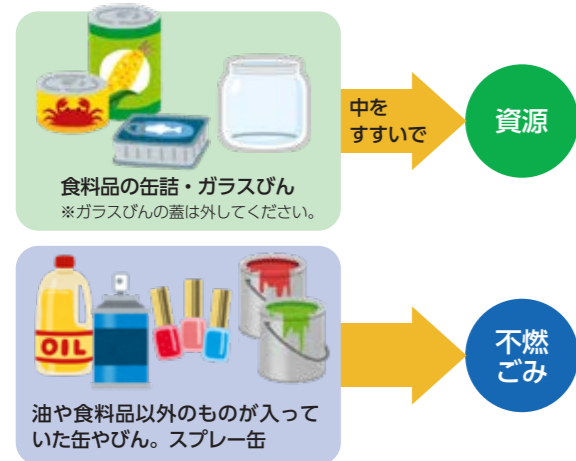 中を
すすいで
資源
食料品の缶詰・ガラスびん
※ガラスびんの蓋は外してください。
OIL
不燃
ごみ
油や食料品以外のものが入って
いた缶やびん。スプレー缶